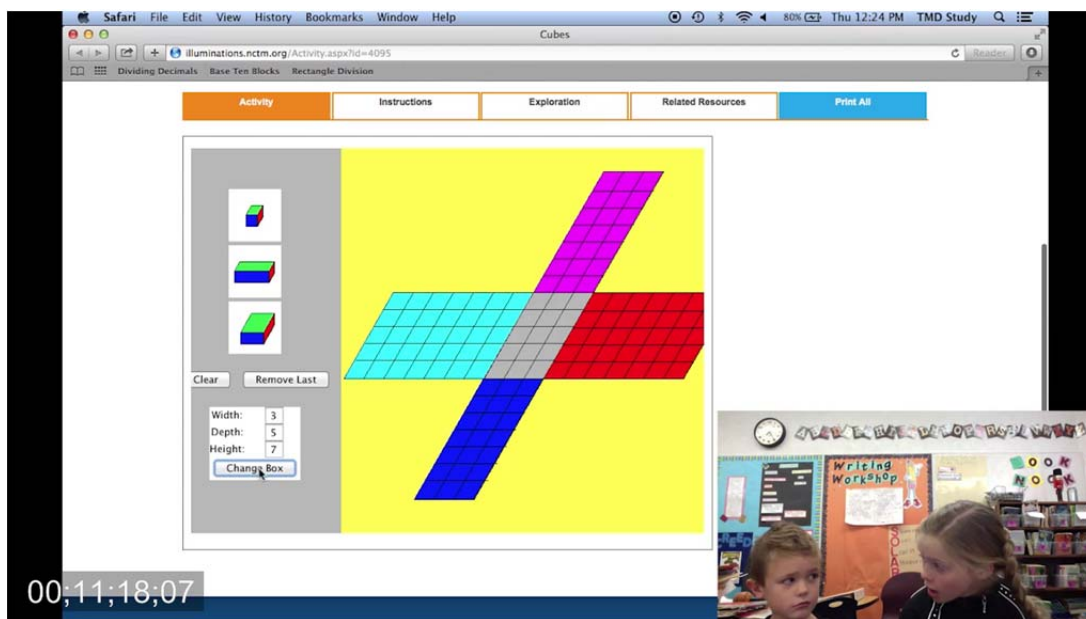 Safari File Edit View History Bookmarks Window Help 80% Thu 12:24 PM TMD Study
Cubes
illuminations.nctm.org/Activity.aspx?id=4095
Reader
Dividing Decimals Base Ten Blocks Rectangle Division
Activity Instructions Exploration Related Resources Print All
Clear Remove Last
Width: 3
Depth: 5
Height: 7
Change Box
Writing
Workshop
BOOK
NOOK
00;11;18;07